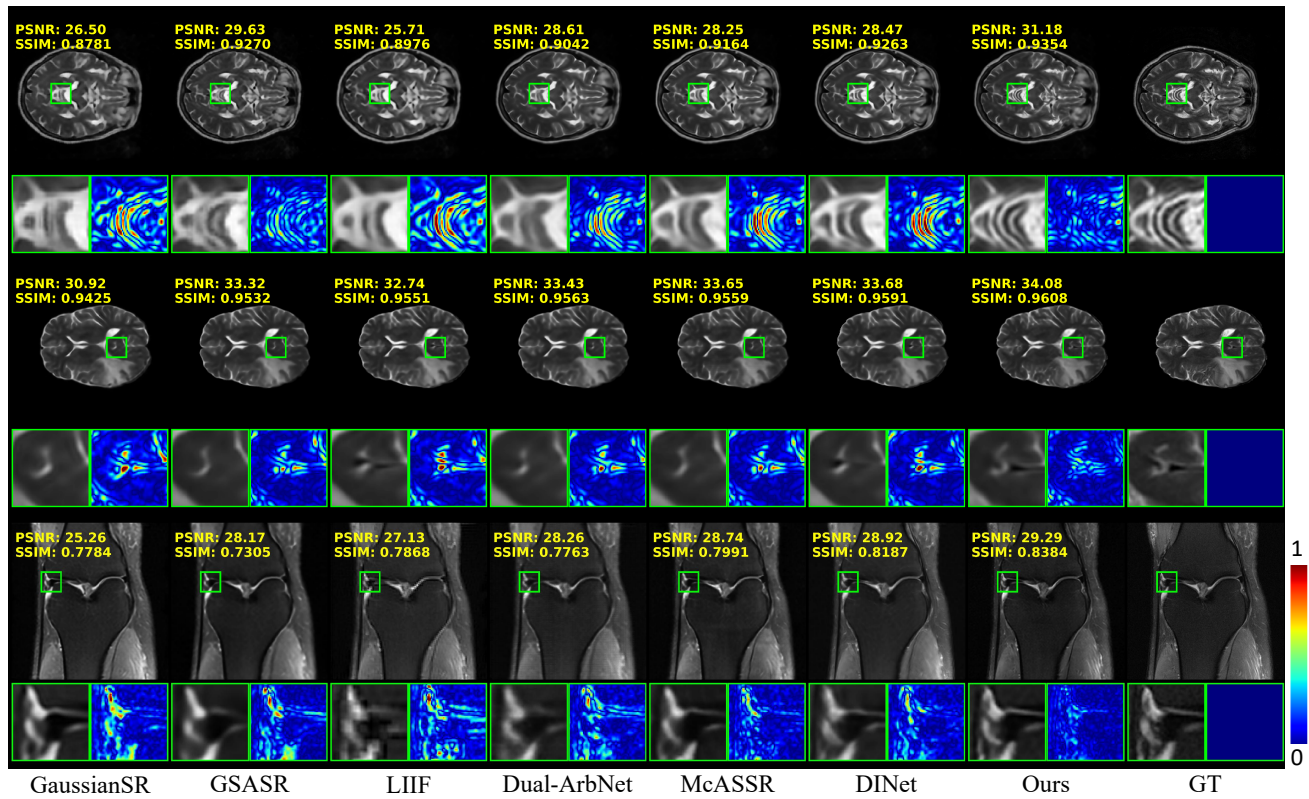 PSNR: 26.50
SSIM: 0.8781
PSNR: 29.63
SSIM: 0.9270
PSNR: 25.71
SSIM: 0.8976
PSNR: 28.61
SSIM: 0.9042
PSNR: 28.25
SSIM: 0.9164
PSNR: 28.47
SSIM: 0.9263
PSNR: 31.18
SSIM: 0.9354
PSNR: 30.92
SSIM: 0.9425
PSNR: 33.32
SSIM: 0.9532
PSNR: 32.74
SSIM: 0.9551
PSNR: 33.43
SSIM: 0.9563
PSNR: 33.65
SSIM: 0.9559
PSNR: 33.68
SSIM: 0.9591
PSNR: 34.08
SSIM: 0.9608
PSNR: 25.26
SSIM: 0.7784
PSNR: 28.17
SSIM: 0.7305
PSNR: 27.13
SSIM: 0.7868
PSNR: 28.26
SSIM: 0.7763
PSNR: 28.74
SSIM: 0.7991
PSNR: 28.92
SSIM: 0.8187
PSNR: 29.29
SSIM: 0.8384
1
0
GaussianSR
GSASR
LIIF
Dual-ArbNet
McASSR
DINet
Ours
GT